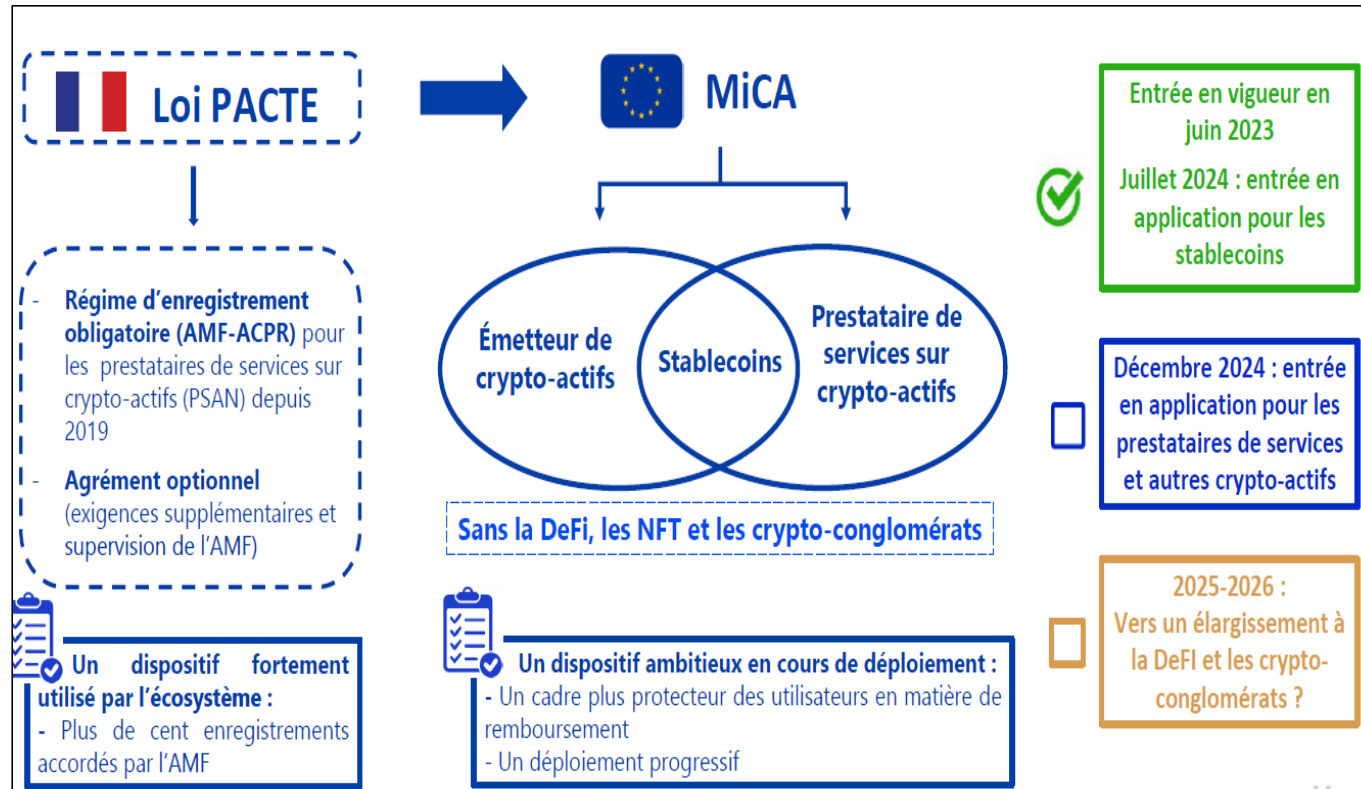 Loi PACTE
- Régime d'enregistrement
obligatoire (AMF-ACPR) pour
les prestataires de services sur
crypto-actifs (PSAN) depuis
2019
- Agrément optionnel
(exigences supplémentaires et
supervision de l'AMF)
Un dispositif fortement
utilisé par l'écosystème :
- Plus de cent enregistrements
accordés par l'AMF
MiCA
Émetteur de
crypto-actifs
Stablecoins
Prestataire de
services sur
crypto-actifs
Sans la DeFi, les NFT et les crypto-conglomérats
Un dispositif ambitieux en cours de déploiement :
- Un cadre plus protecteur des utilisateurs en matière de
remboursement
- Un déploiement progressif
Entrée en vigueur en
juin 2023
Juillet 2024 : entrée en
application pour les
stablecoins
Décembre 2024 : entrée
en application pour les
prestataires de services
et autres crypto-actifs
2025-2026 :
Vers un élargissement à
la DeFI et les crypto-
conglomérats ?